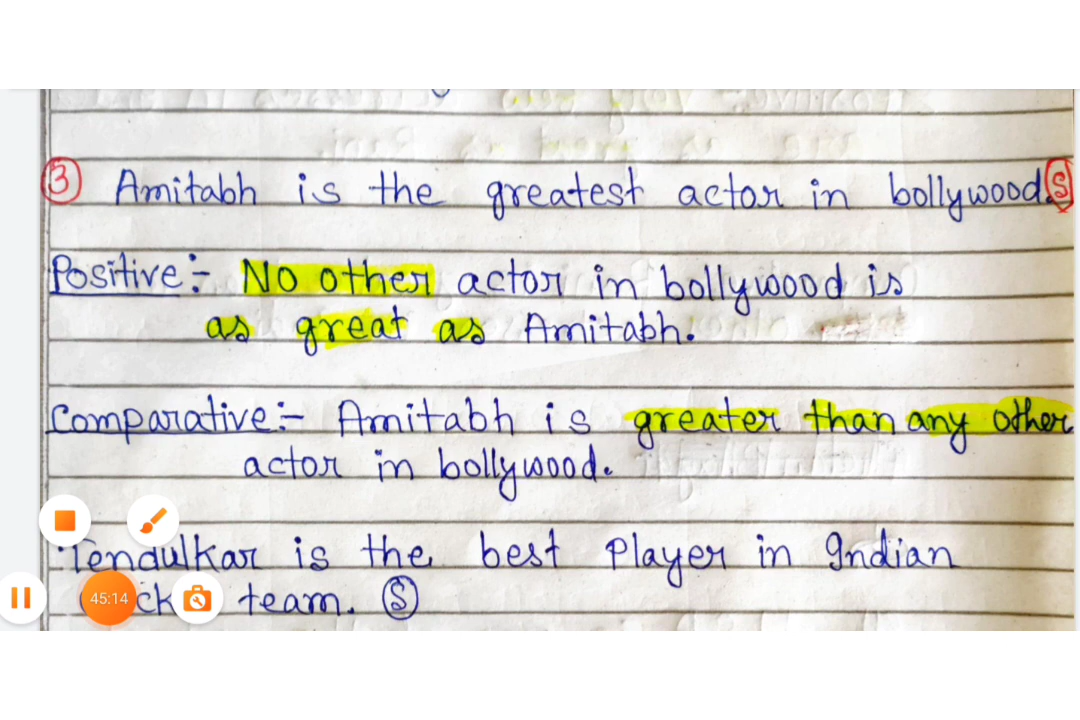 3 Amitabh is the greatest actor in bollywood. S
Positive:- No other actor in bollywood is
as great as Amitabh.
Comparative:- Amitabh is greater than any other
actor in bollywood.
Tendulkar is the best Player in Indian
team. S
45:14